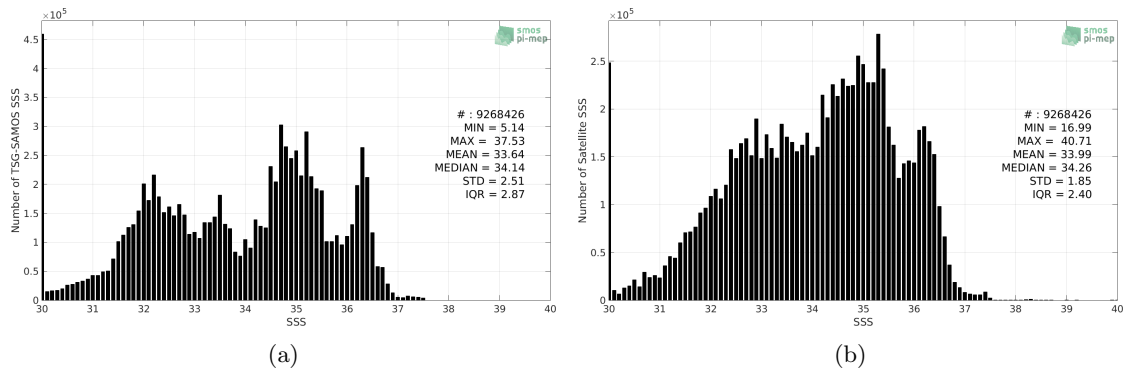 ×10^5
smos
pi-mep
4.5
4
3.5
3
2.5
2
1.5
1
0.5
0
Number of TSG-SAMOS SSS
# : 9268426
MIN = 5.14
MAX = 37.53
MEAN = 33.64
MEDIAN = 34.14
STD = 2.51
IQR = 2.87
30 31 32 33 34 35 36 37 38 39 40
SSS
(a)
×10^5
smos
pi-mep
2.5
2
1.5
1
0.5
0
Number of Satellite SSS
# : 9268426
MIN = 16.99
MAX = 40.71
MEAN = 33.99
MEDIAN = 34.26
STD = 1.85
IQR = 2.40
30 31 32 33 34 35 36 37 38 39 40
SSS
(b)